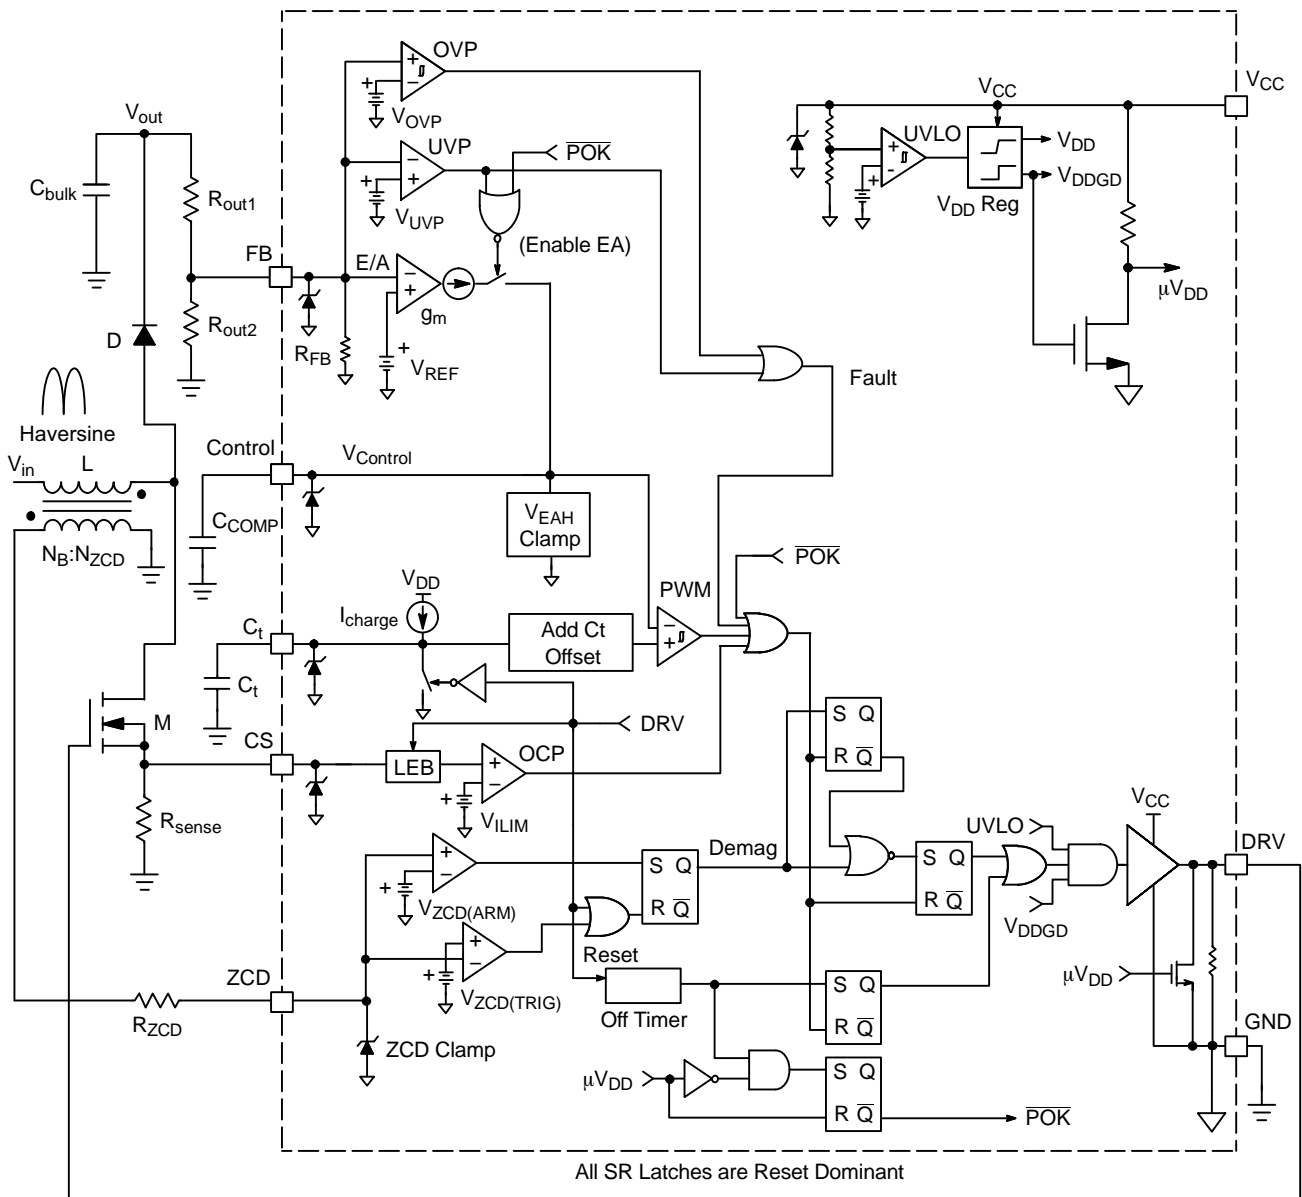 OVP
V_OVP
UVP
V_UVP
P̅O̅K̅
(Enable EA)
E/A
g_m
R_FB
V_REF
V_CC
V_CC
UVLO
V_DD
V_DDGD
V_DD Reg
μV_DD
V_out
C_bulk
R_out1
R_out2
FB
D
Haversine
V_in
L
N_B:N_ZCD
Fault
Control
V_Control
C_COMP
V_EAH
Clamp
P̅O̅K̅
V_DD
PWM
I_charge
C_t
Add Ct
Offset
C_t
M
DRV
CS
LEB
OCP
V_ILIM
R_sense
S Q
R Q̅
Demag
V_ZCD(ARM)
S Q
R Q̅
S Q
R Q̅
UVLO
V_CC
DRV
V_DDGD
Reset
ZCD
V_ZCD(TRIG)
R_ZCD
Off Timer
S Q
R Q̅
μV_DD
GND
ZCD Clamp
μV_DD
S Q
R Q̅
P̅O̅K̅
All SR Latches are Reset Dominant